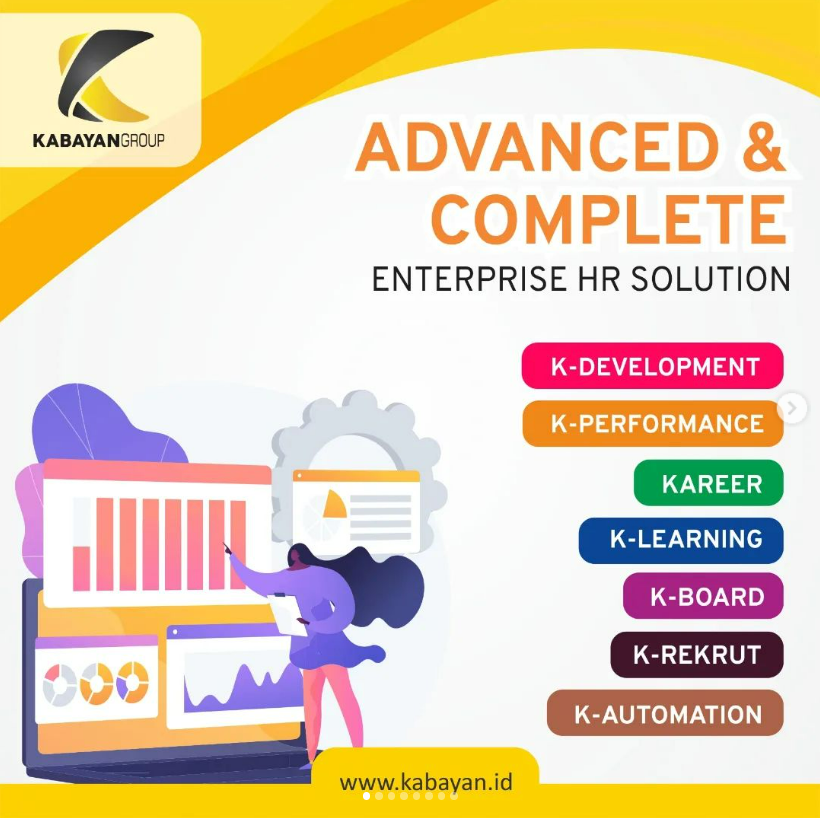 KABAYANGROUP
ADVANCED &
COMPLETE
ENTERPRISE HR SOLUTION
K-DEVELOPMENT
K-PERFORMANCE
KAREER
K-LEARNING
K-BOARD
K-REKRUT
K-AUTOMATION
www.kabayan.id